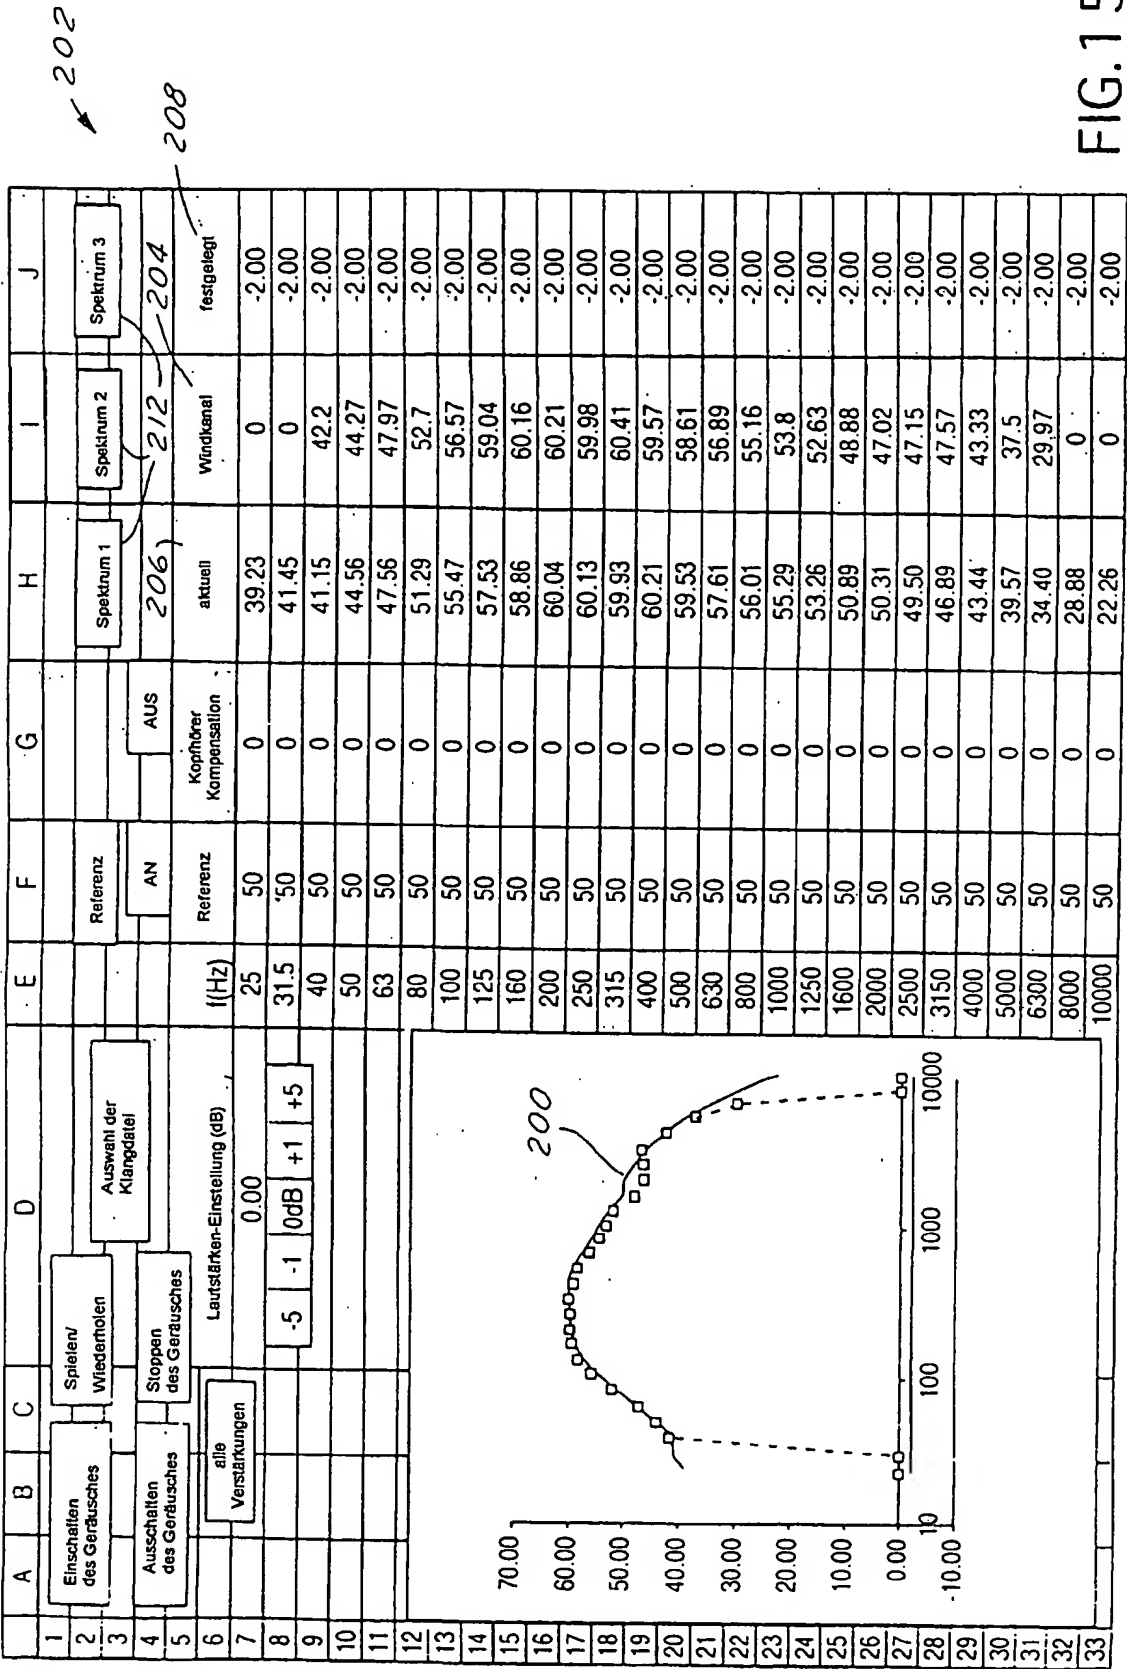 202
A B C D E F G H I J
1
2
3
4
5
6
Einschalten
des Geräusches
Spielen/
Wiederholen
Auswahl der
Klangdatei
Ausschalten
des Geräusches
Stoppen
des Geräusches
Referenz
AN
AUS
Spektrum 1
Spektrum 2
Spektrum 3
206
212
204
208
alle
Verstärkungen
Lautstärken-Einstellung (dB)
0.00
-5 -1 0dB +1 +5
f(Hz) Referenz Kopfhörer Kompensation aktuell Windkanal festgelegt
7 25 50 0 39.23 0 -2.00
8 31.5 50 0 41.45 0 -2.00
9 40 50 0 41.15 42.2 -2.00
10 50 50 0 44.56 44.27 -2.00
11 63 50 0 47.56 47.97 -2.00
12 80 50 0 51.29 52.7 -2.00
13 100 50 0 55.47 56.57 -2.00
14 125 50 0 57.53 59.04 -2.00
15 160 50 0 58.86 60.16 -2.00
16 200 50 0 60.04 60.21 -2.00
17 250 50 0 60.13 59.98 -2.00
18 315 50 0 59.93 60.41 -2.00
19 400 50 0 60.21 59.57 -2.00
20 500 50 0 59.53 58.61 -2.00
21 630 50 0 57.61 56.89 -2.00
22 800 50 0 56.01 55.16 -2.00
23 1000 50 0 55.29 53.8 -2.00
24 1250 50 0 53.26 52.63 -2.00
25 1600 50 0 50.89 48.88 -2.00
26 2000 50 0 50.31 47.02 -2.00
27 2500 50 0 49.50 47.15 -2.00
28 3150 50 0 46.89 47.57 -2.00
29 4000 50 0 43.44 43.33 -2.00
30 5000 50 0 39.57 37.5 -2.00
31 6300 50 0 34.40 29.97 -2.00
32 8000 50 0 28.88 0 -2.00
33 10000 50 0 22.26 0 -2.00
200
70.00
60.00
50.00
40.00
30.00
20.00
10.00
0.00
-10.00
10 100 1000 10000
FIG.15